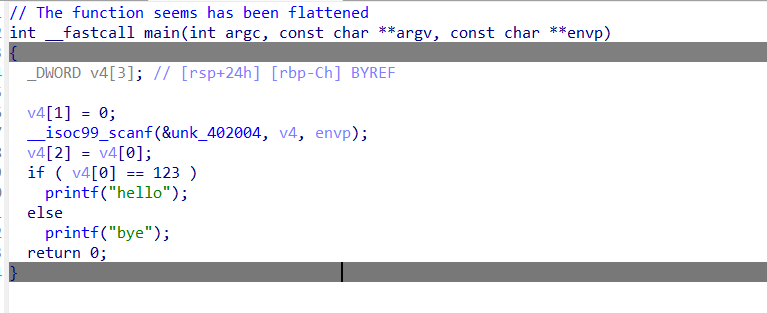 // The function seems has been flattened
int __fastcall main(int argc, const char **argv, const char **envp)
{
  _DWORD v4[3]; // [rsp+24h] [rbp-Ch] BYREF

  v4[1] = 0;
  __isoc99_scanf(&unk_402004, v4, envp);
  v4[2] = v4[0];
  if ( v4[0] == 123 )
    printf("hello");
  else
    printf("bye");
  return 0;
}